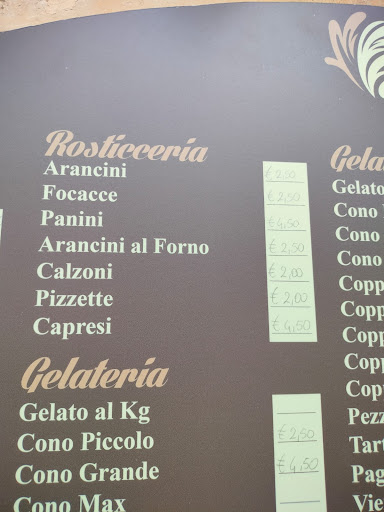 Rosticceria
Arancini € 2,50
Focacce € 2,50
Panini € 4,50
Arancini al Forno € 2,50
Calzoni € 2,00
Pizzette € 2,00
Capresi € 4,50
Gelateria
Gelato al Kg
Cono Piccolo € 2,50
Cono Grande € 4,50
Cono Max
Gela
Gelato
Cono
Cono
Cono
Copp
Copp
Copp
Copp
Copp
Pezz
Tart
Pag
Vie